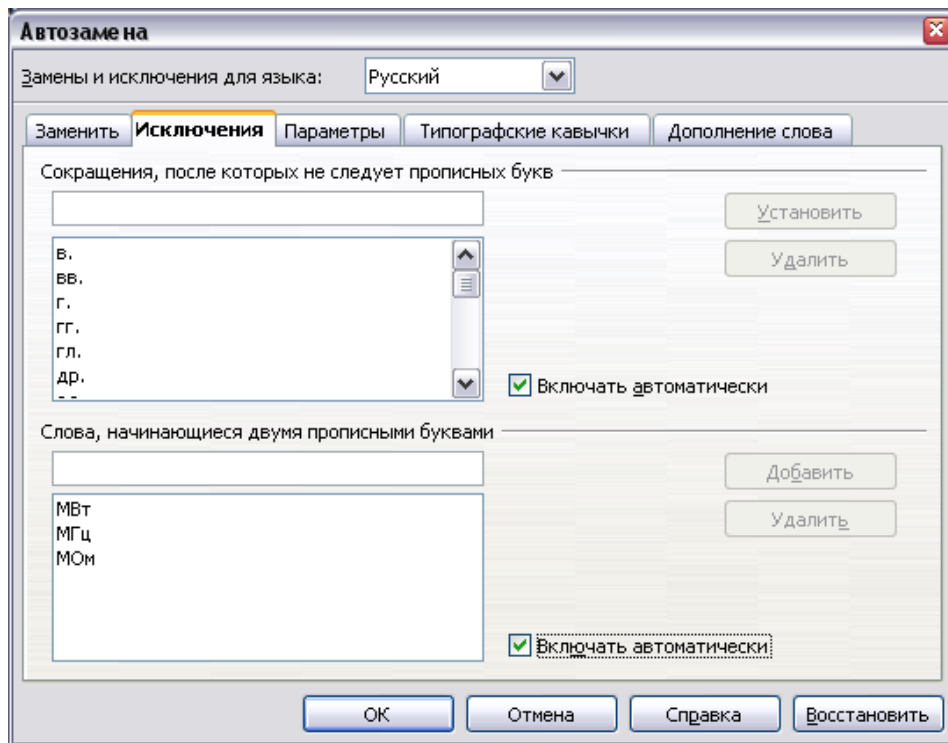 Автозамена
Замены и исключения для языка: Русский
Заменить Исключения Параметры Типографские кавычки Дополнение слова
Сокращения, после которых не следует прописных букв
Установить
в.
Удалить
вв.
г.
гг.
гл.
др.
Включать автоматически
Слова, начинающиеся двумя прописными буквами
Добавить
МВт
Удалить
МГц
МОм
Включать автоматически
ОК Отмена Справка Восстановить